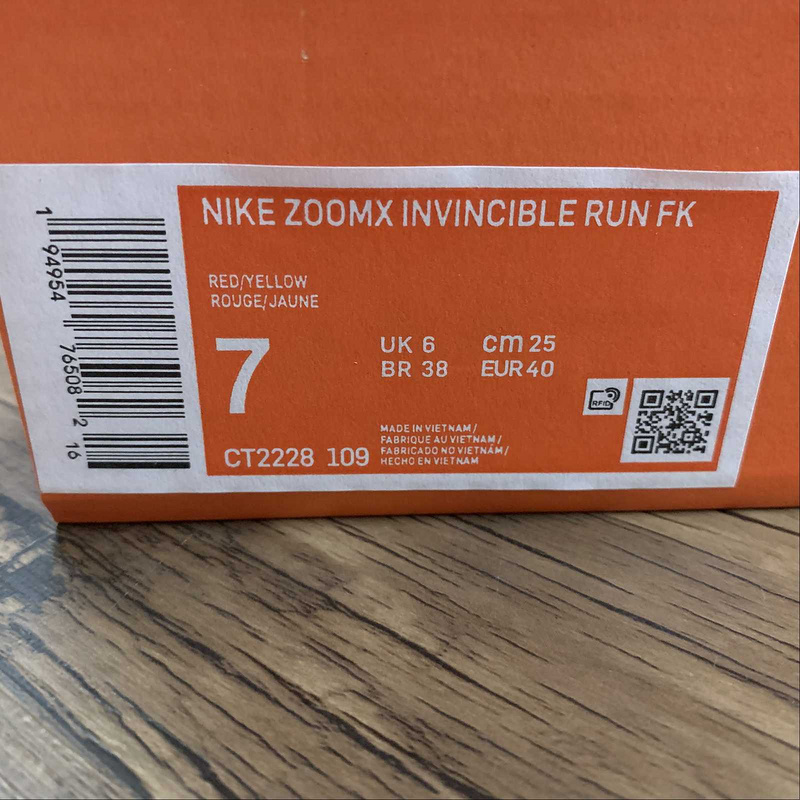 NIKE ZOOMX INVINCIBLE RUN FK
RED/YELLOW
ROUGE/JAUNE
7
UK 6 cm 25
BR 38 EUR 40
RFID
CT2228 109
MADE IN VIETNAM/
FABRIQUE AU VIETNAM/
FABRICADO NO VIETNÃM/
HECHO EN VIETNAM
1 94954 76508 2 16